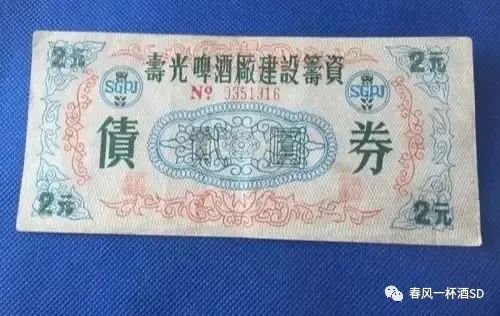 2元 2元
壽光啤酒廠建設籌資
SGPJ SGPJ
№ 0351316
債 貳圓 券
2元 2元
春风一杯酒SD